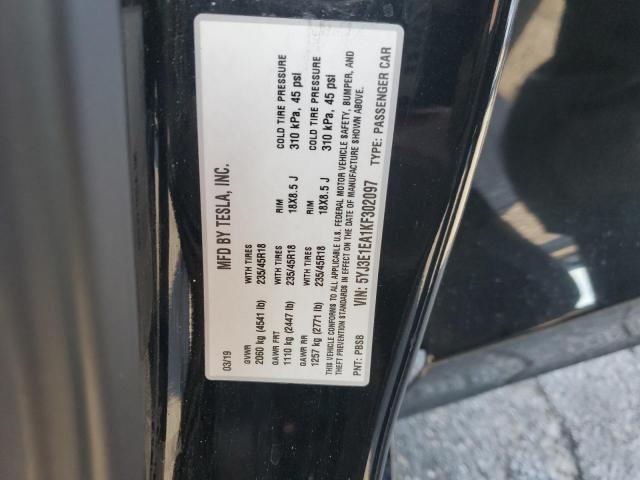 MFD BY TESLA, INC.
03/19
GVWR WITH TIRES RIM COLD TIRE PRESSURE
2060 kg (4541 lb) 235/45R18 18X8.5 J 310 kPa, 45 psi
GAWR FRT WITH TIRES
1110 kg (2447 lb) 235/45R18
GAWR RR WITH TIRES RIM COLD TIRE PRESSURE
1257 kg (2771 lb) 235/45R18 18X8.5 J 310 kPa, 45 psi
THIS VEHICLE CONFORMS TO ALL APPLICABLE U.S. FEDERAL MOTOR VEHICLE SAFETY, BUMPER, AND
THEFT PREVENTION STANDARDS IN EFFECT ON THE DATE OF MANUFACTURE SHOWN ABOVE.
PNT: PBSB VIN: 5YJ3E1EA1KF302097 TYPE: PASSENGER CAR